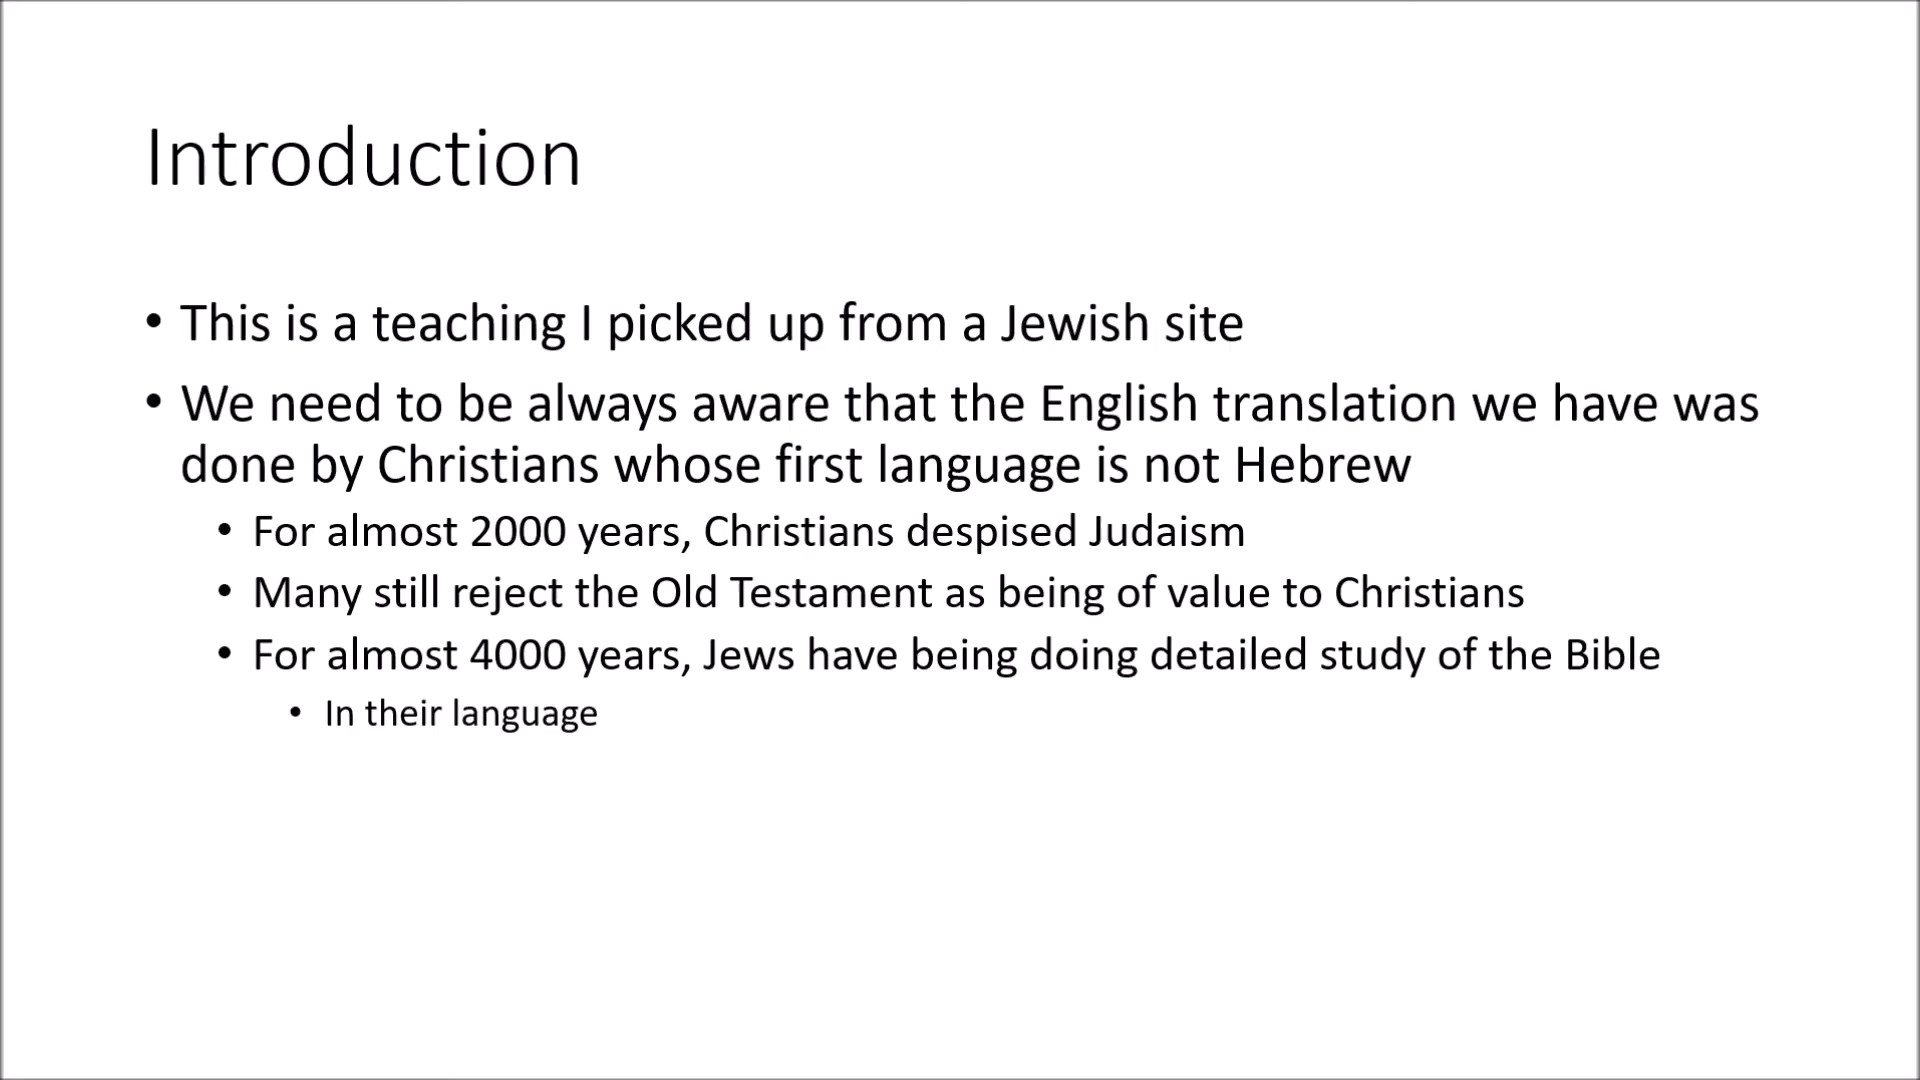 Introduction
• This is a teaching I picked up from a Jewish site
• We need to be always aware that the English translation we have was
done by Christians whose first language is not Hebrew
• For almost 2000 years, Christians despised Judaism
• Many still reject the Old Testament as being of value to Christians
• For almost 4000 years, Jews have being doing detailed study of the Bible
• In their language